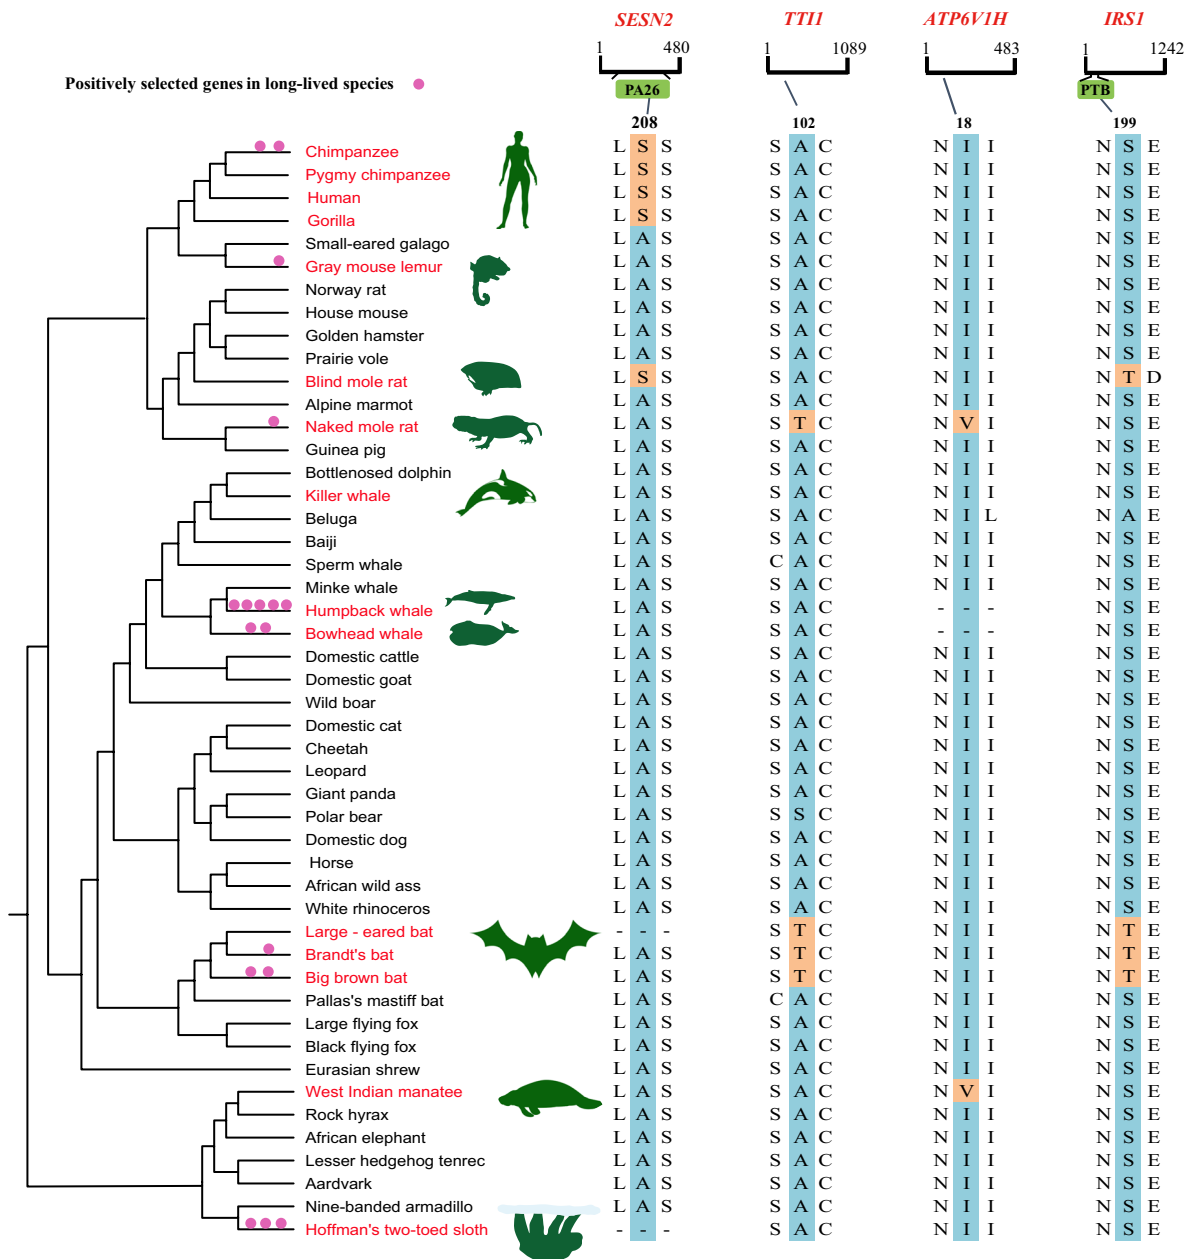 SESN2 TTI1 ATP6V1H IRS1
1 480 1 1089 1 483 1 1242
Positively selected genes in long-lived species PA26 PTB
208 102 18 199
Chimpanzee L S S S A C N I I N S E
Pygmy chimpanzee L S S S A C N I I N S E
Human L S S S A C N I I N S E
Gorilla L S S S A C N I I N S E
Small-eared galago L A S S A C N I I N S E
Gray mouse lemur L A S S A C N I I N S E
Norway rat L A S S A C N I I N S E
House mouse L A S S A C N I I N S E
Golden hamster L A S S A C N I I N S E
Prairie vole L A S S A C N I I N S E
Blind mole rat L S S S A C N I I N T D
Alpine marmot L A S S A C N I I N S E
Naked mole rat L A S S T C N V I N S E
Guinea pig L A S S A C N I I N S E
Bottlenosed dolphin L A S S A C N I I N S E
Killer whale L A S S A C N I I N S E
Beluga L A S S A C N I L N A E
Baiji L A S S A C N I I N S E
Sperm whale L A S C A C N I I N S E
Minke whale L A S S A C N I I N S E
Humpback whale L A S S A C - - - N S E
Bowhead whale L A S S A C - - - N S E
Domestic cattle L A S S A C N I I N S E
Domestic goat L A S S A C N I I N S E
Wild boar L A S S A C N I I N S E
Domestic cat L A S S A C N I I N S E
Cheetah L A S S A C N I I N S E
Leopard L A S S A C N I I N S E
Giant panda L A S S A C N I I N S E
Polar bear L A S S S C N I I N S E
Domestic dog L A S S A C N I I N S E
Horse L A S S A C N I I N S E
African wild ass L A S S A C N I I N S E
White rhinoceros L A S S A C N I I N S E
Large - eared bat - - - S T C N I I N T E
Brandt's bat L A S S T C N I I N T E
Big brown bat L A S S T C N I I N T E
Pallas's mastiff bat L A S C A C N I I N S E
Large flying fox L A S S A C N I I N S E
Black flying fox L A S S A C N I I N S E
Eurasian shrew L A S S A C N I I N S E
West Indian manatee L A S S A C N V I N S E
Rock hyrax L A S S A C N I I N S E
African elephant L A S S A C N I I N S E
Lesser hedgehog tenrec L A S S A C N I I N S E
Aardvark L A S S A C N I I N S E
Nine-banded armadillo L A S S A C N I I N S E
Hoffman's two-toed sloth - - - S A C N I I N S E